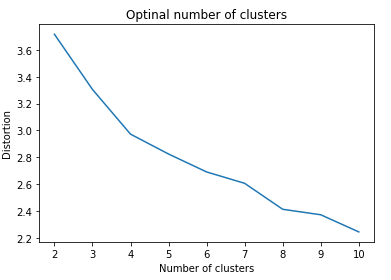 Optinal number of clusters
3.6
3.4
3.2
3.0
2.8
2.6
2.4
2.2
Distortion
2 3 4 5 6 7 8 9 10
Number of clusters